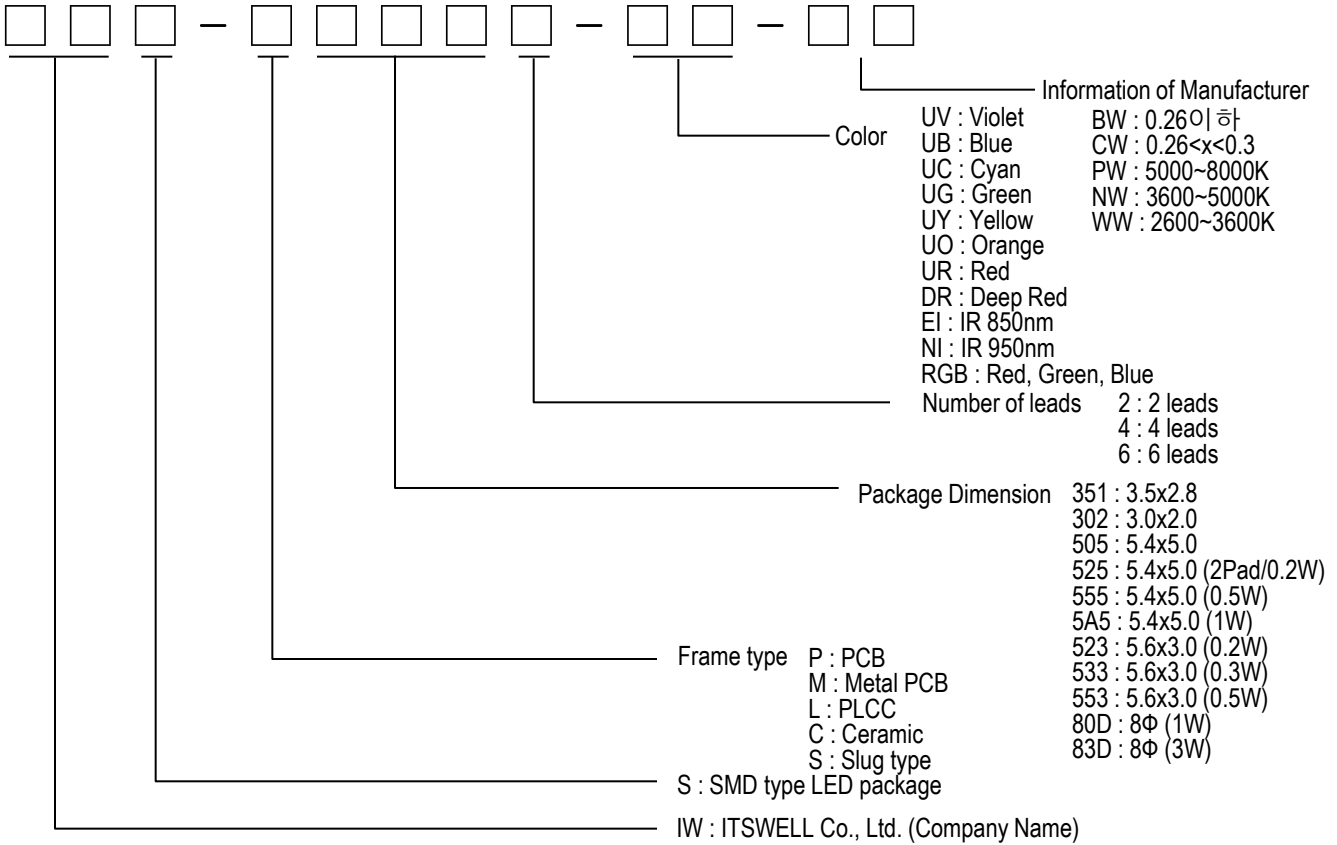 Information of Manufacturer
Color
UV : Violet
UB : Blue
UC : Cyan
UG : Green
UY : Yellow
UO : Orange
UR : Red
DR : Deep Red
EI : IR 850nm
NI : IR 950nm
RGB : Red, Green, Blue
BW : 0.26이하
CW : 0.26<x<0.3
PW : 5000~8000K
NW : 3600~5000K
WW : 2600~3600K
Number of leads
2 : 2 leads
4 : 4 leads
6 : 6 leads
Package Dimension
351 : 3.5x2.8
302 : 3.0x2.0
505 : 5.4x5.0
525 : 5.4x5.0 (2Pad/0.2W)
555 : 5.4x5.0 (0.5W)
5A5 : 5.4x5.0 (1W)
523 : 5.6x3.0 (0.2W)
533 : 5.6x3.0 (0.3W)
553 : 5.6x3.0 (0.5W)
80D : 8Φ (1W)
83D : 8Φ (3W)
Frame type
P : PCB
M : Metal PCB
L : PLCC
C : Ceramic
S : Slug type
S : SMD type LED package
IW : ITSWELL Co., Ltd. (Company Name)